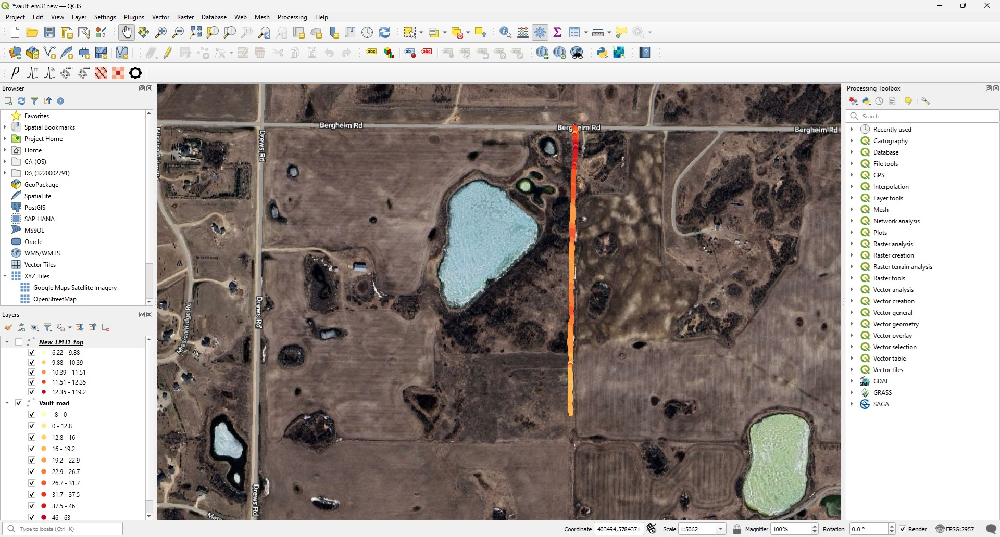 *vault_em31new — QGIS
Project Edit View Layer Settings Plugins Vector Raster Database Web Mesh Processing Help
abc abc abc
ρ EM31 GEM2
Browser
Favorites
Spatial Bookmarks
Project Home
Home
C:\ (OS)
D:\ (3220002791)
GeoPackage
SpatiaLite
PostGIS
SAP HANA
MSSQL
Oracle
WMS/WMTS
Vector Tiles
XYZ Tiles
Google Maps Satellite Imagery
OpenStreetMap
Layers
New EM31 top
6.22 - 9.88
9.88 - 10.39
10.39 - 11.51
11.51 - 12.35
12.35 - 119.2
Vault_road
-8 - 0
0 - 12.8
12.8 - 16
16 - 19.2
19.2 - 22.9
22.9 - 26.7
26.7 - 31.7
31.7 - 37.5
37.5 - 46
46 - 63
Bergheim Rd
Bergheim Rd
Bergheim Rd
Drews Rd
Drews Rd
Drews Rd
Mission Ridge Rd
Processing Toolbox
Search...
Recently used
Cartography
Database
File tools
GPS
Interpolation
Layer tools
Mesh
Network analysis
Plots
Raster analysis
Raster creation
Raster terrain analysis
Raster tools
Vector analysis
Vector creation
Vector general
Vector geometry
Vector overlay
Vector selection
Vector table
Vector tiles
GDAL
GRASS
SAGA
Type to locate (Ctrl+K)
Coordinate 403494,5784371 Scale 1:5062 Magnifier 100% Rotation 0.0 ° Render EPSG:2957